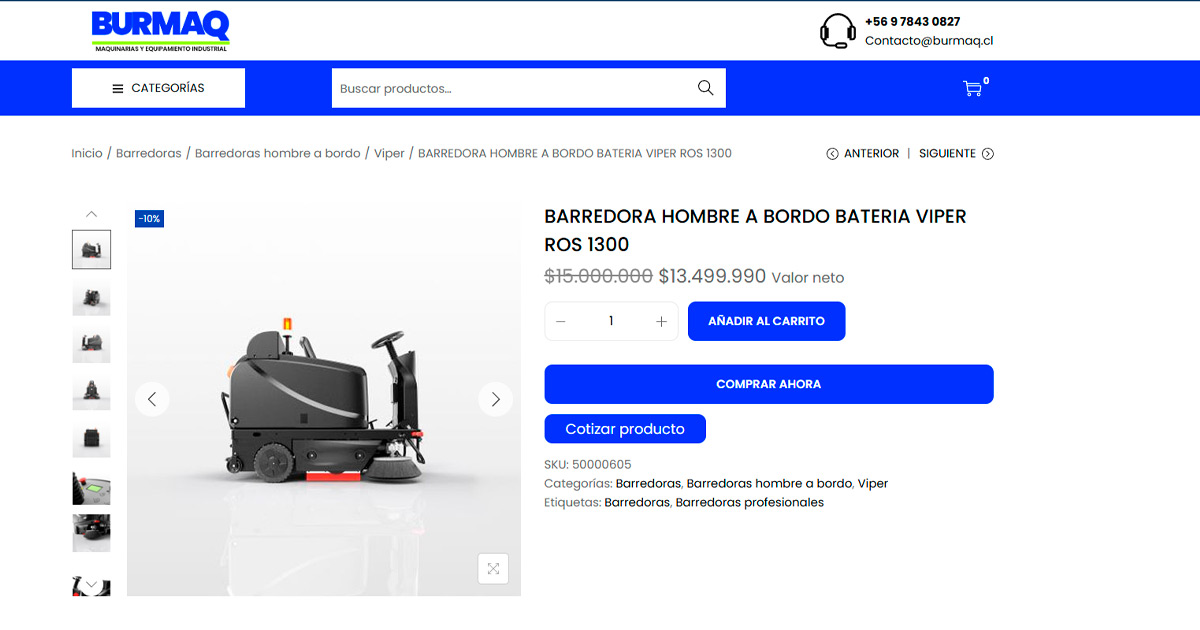 BURMAQ
MAQUINARIAS Y EQUIPAMIENTO INDUSTRIAL
+56 9 7843 0827
Contacto@burmaq.cl
CATEGORÍAS
Buscar productos...
0
Inicio / Barredoras / Barredoras hombre a bordo / Viper / BARREDORA HOMBRE A BORDO BATERIA VIPER ROS 1300
ANTERIOR | SIGUIENTE
-10%
BARREDORA HOMBRE A BORDO BATERIA VIPER
ROS 1300
$15.000.000 $13.499.990 Valor neto
− 1 +
AÑADIR AL CARRITO
COMPRAR AHORA
Cotizar producto
SKU: 50000605
Categorías: Barredoras, Barredoras hombre a bordo, Viper
Etiquetas: Barredoras, Barredoras profesionales